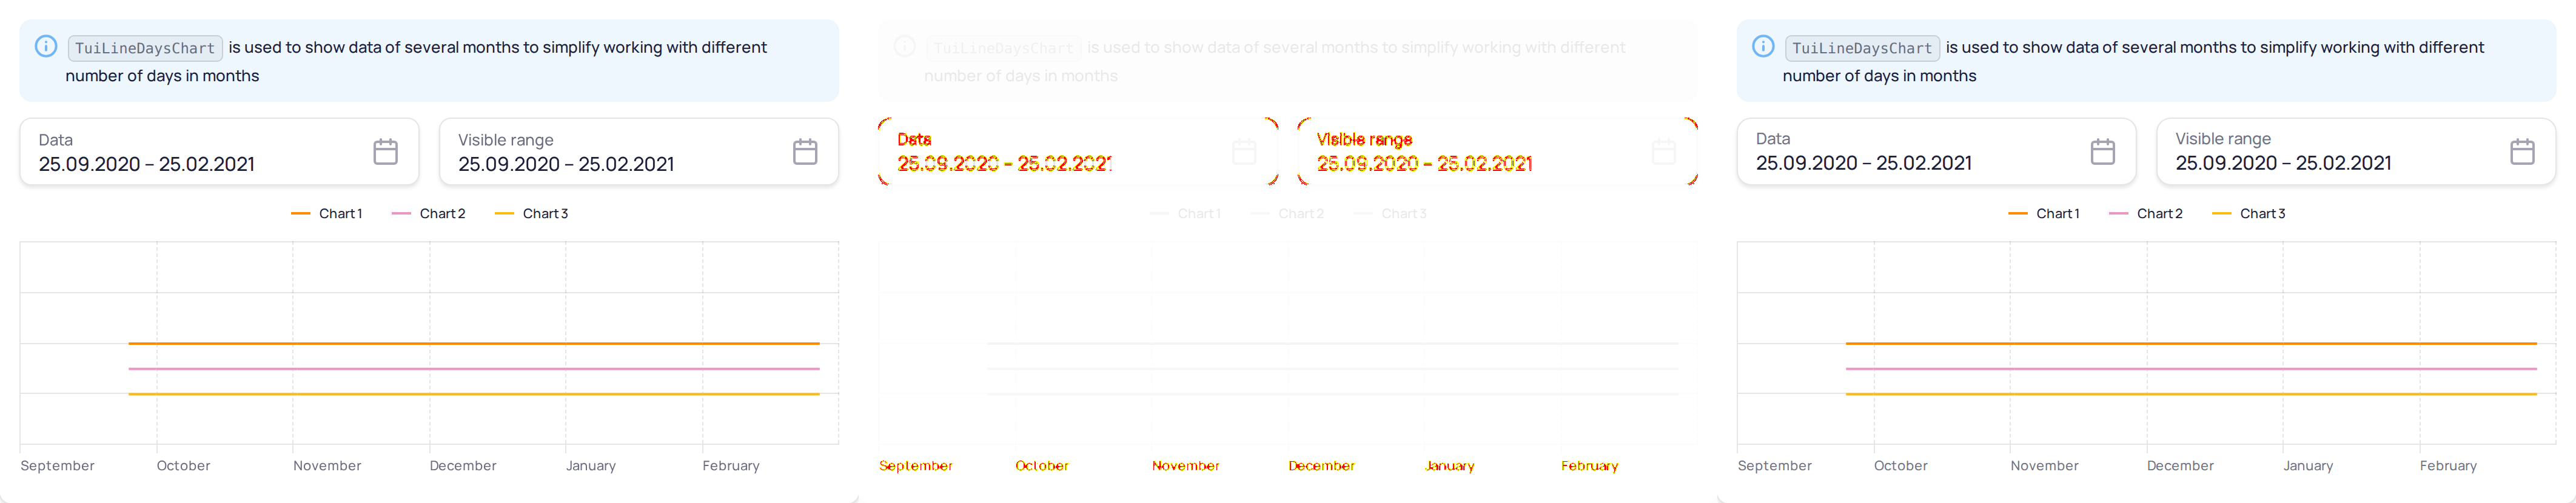 TuiLineDaysChart is used to show data of several months to simplify working with different
number of days in months
Data
25.09.2020 – 25.02.2021
Visible range
25.09.2020 – 25.02.2021
Chart 1
Chart 2
Chart 3
September
October
November
December
January
February
TuiLineDaysChart is used to show data of several months to simplify working with different
number of days in months
Data
25.09.2020 – 25.02.2021
Visible range
25.09.2020 – 25.02.2021
Chart 1
Chart 2
Chart 3
September
October
November
December
January
February
TuiLineDaysChart is used to show data of several months to simplify working with different
number of days in months
Data
25.09.2020 – 25.02.2021
Visible range
25.09.2020 – 25.02.2021
Chart 1
Chart 2
Chart 3
September
October
November
December
January
February